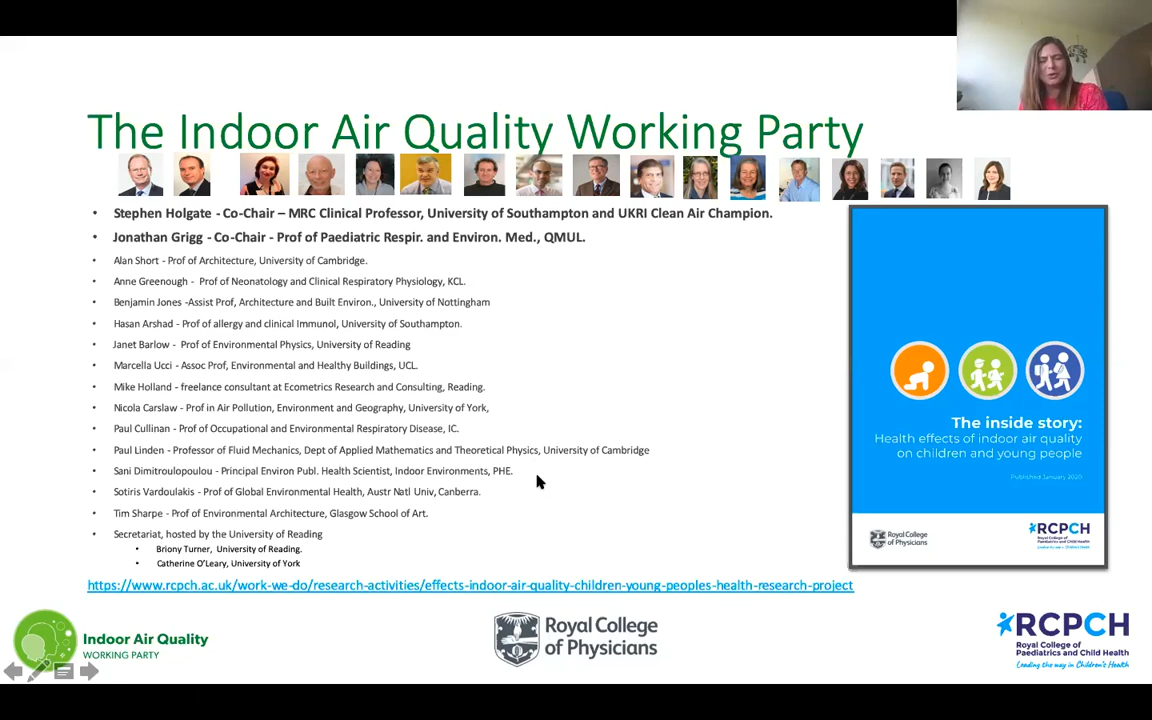 The Indoor Air Quality Working Party
• Stephen Holgate - Co-Chair – MRC Clinical Professor, University of Southampton and UKRI Clean Air Champion.
• Jonathan Grigg - Co-Chair - Prof of Paediatric Respir. and Environ. Med., QMUL.
• Alan Short - Prof of Architecture, University of Cambridge.
• Anne Greenough - Prof of Neonatology and Clinical Respiratory Physiology, KCL.
• Benjamin Jones -Assist Prof, Architecture and Built Environ., University of Nottingham
• Hasan Arshad - Prof of allergy and clinical Immunol, University of Southampton.
• Janet Barlow - Prof of Environmental Physics, University of Reading
• Marcella Ucci - Assoc Prof, Environmental and Healthy Buildings, UCL.
• Mike Holland - freelance consultant at Ecometrics Research and Consulting, Reading.
• Nicola Carslaw - Prof in Air Pollution, Environment and Geography, University of York,
• Paul Cullinan - Prof of Occupational and Environmental Respiratory Disease, IC.
• Paul Linden - Professor of Fluid Mechanics, Dept of Applied Mathematics and Theoretical Physics, University of Cambridge
• Sani Dimitroulopoulou - Principal Environ Publ. Health Scientist, Indoor Environments, PHE.
• Sotiris Vardoulakis - Prof of Global Environmental Health, Austr Natl Univ, Canberra.
• Tim Sharpe - Prof of Environmental Architecture, Glasgow School of Art.
• Secretariat, hosted by the University of Reading
• Briony Turner, University of Reading.
• Catherine O'Leary, University of York
https://www.rcpch.ac.uk/work-we-do/research-activities/effects-indoor-air-quality-children-young-peoples-health-research-project
The inside story:
Health effects of indoor air quality
on children and young people
Published January 2020
Royal College
of Physicians
RCPCH
Royal College of
Paediatrics and Child Health
Indoor Air Quality
WORKING PARTY
Royal College
of Physicians
RCPCH
Royal College of
Paediatrics and Child Health
Leading the way in Children's Health